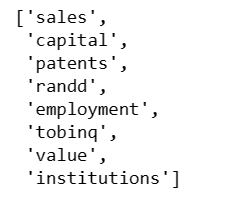 ['sales',
 'capital',
 'patents',
 'randd',
 'employment',
 'tobinq',
 'value',
 'institutions']